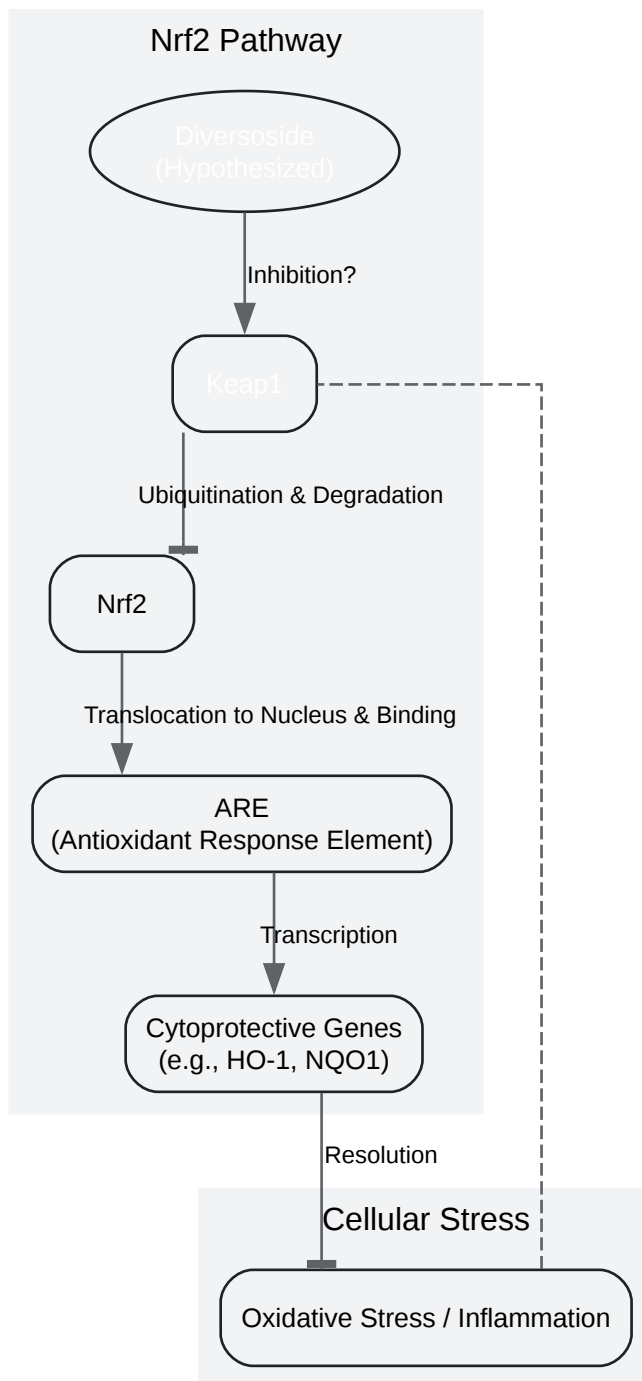 Nrf2 Pathway
Diversoside
(Hypothesized)
Inhibition?
Keap1
Ubiquitination & Degradation
Nrf2
Translocation to Nucleus & Binding
ARE
(Antioxidant Response Element)
Transcription
Cytoprotective Genes
(e.g., HO-1, NQO1)
Resolution
Cellular Stress
Oxidative Stress / Inflammation